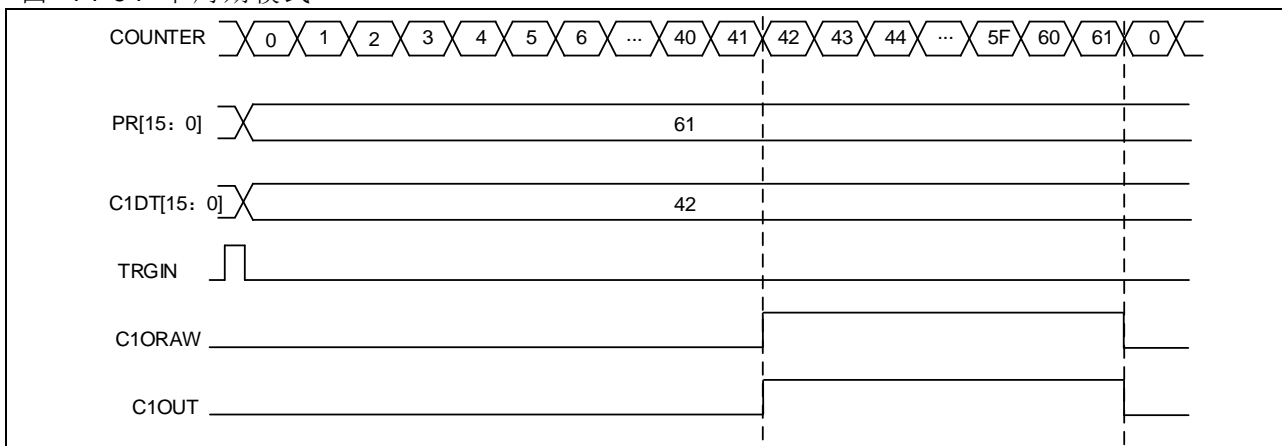 COUNTER 0 1 2 3 4 5 6 ... 40 41 42 43 44 ... 5F 60 61 0
PR[15：0] 61
C1DT[15：0] 42
TRGIN
C1ORAW
C1OUT